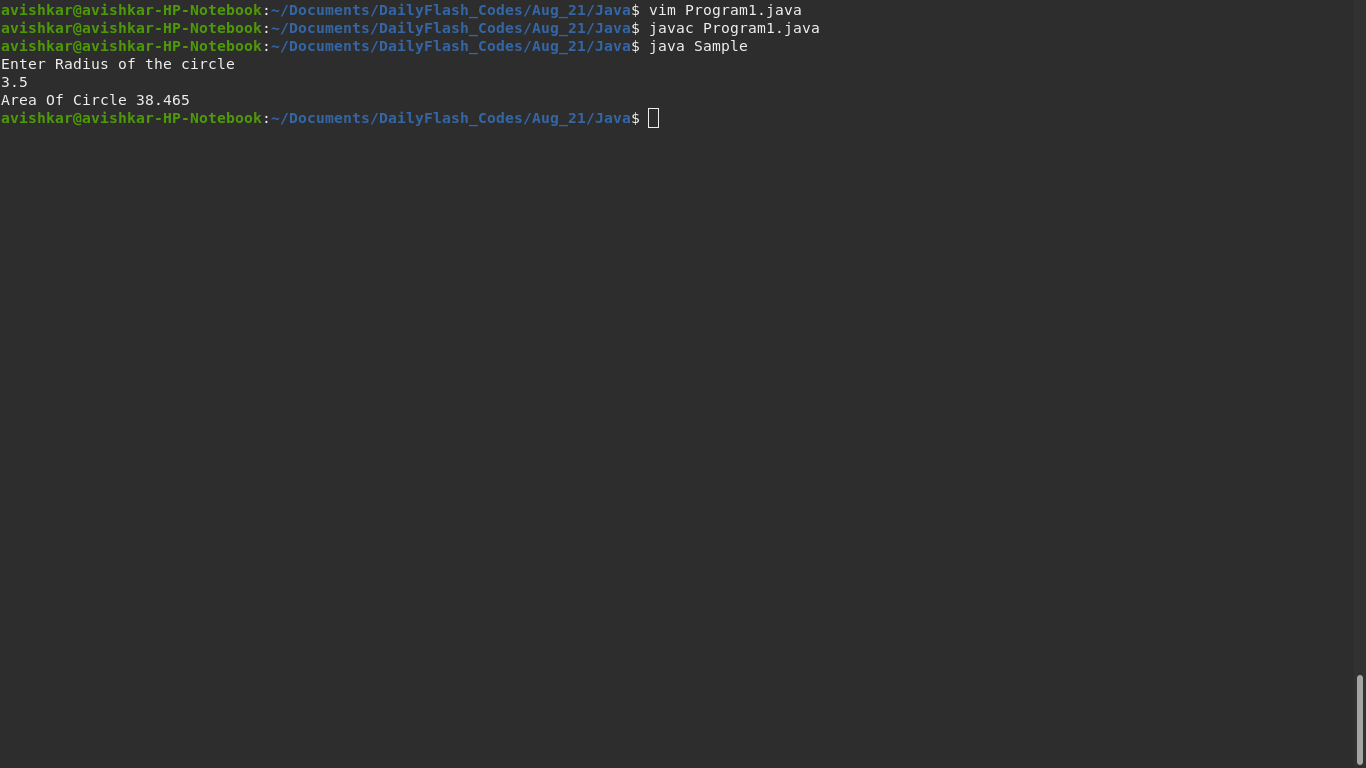 avishkar@avishkar-HP-Notebook:~/Documents/DailyFlash_Codes/Aug_21/Java$ vim Program1.java
avishkar@avishkar-HP-Notebook:~/Documents/DailyFlash_Codes/Aug_21/Java$ javac Program1.java
avishkar@avishkar-HP-Notebook:~/Documents/DailyFlash_Codes/Aug_21/Java$ java Sample
Enter Radius of the circle
3.5
Area Of Circle 38.465
avishkar@avishkar-HP-Notebook:~/Documents/DailyFlash_Codes/Aug_21/Java$